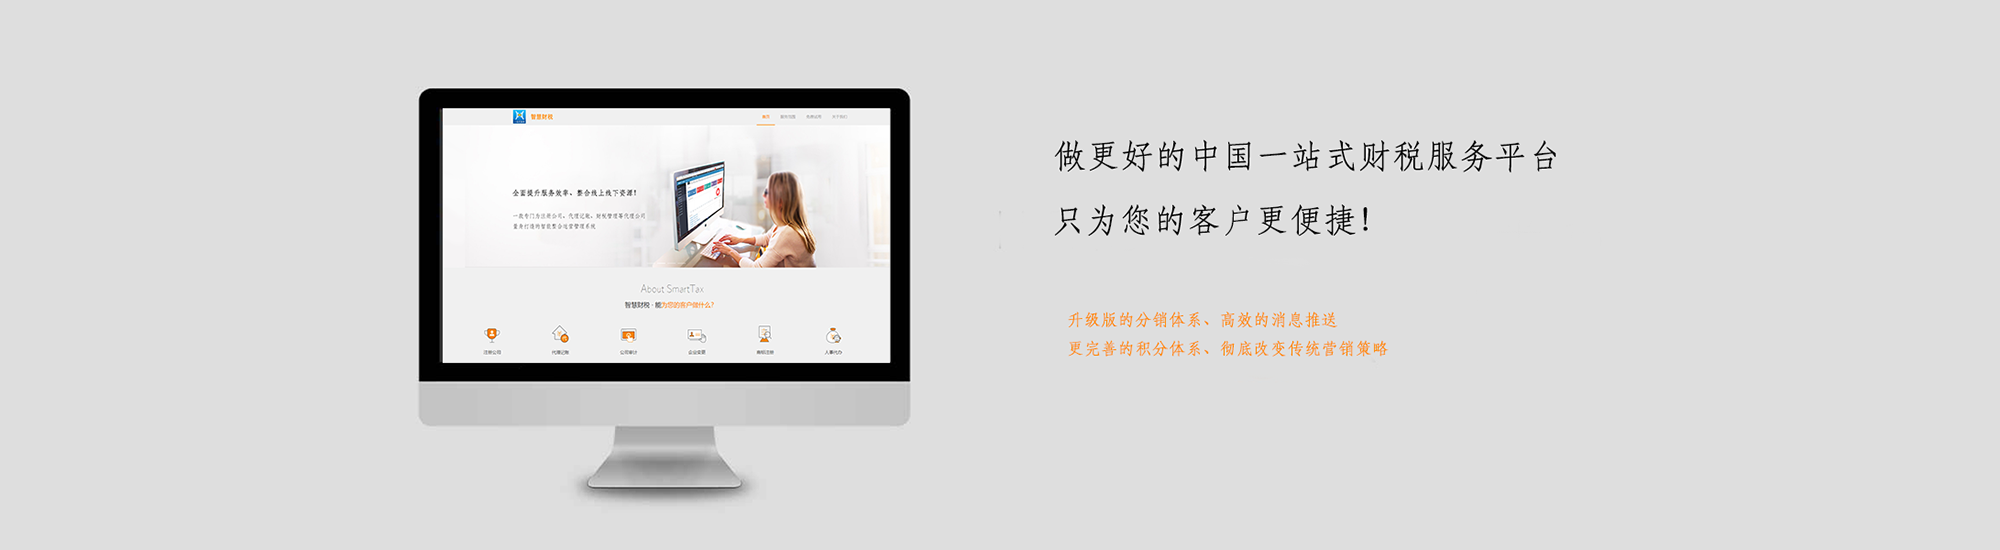 智慧财税
首页
关于我们
全面提升服务效率，整合线上线下资源！
一款专门为注册公司，代理记账，财税管理等代理公司
量身打造的智能整合运营管理系统
About SmartTax
智慧财税·能为您的客户做什么？
注册公司
代理记账
公司审计
企业变更
商标注册
人事代办
做更好的中国一站式财税服务平台
只为您的客户更便捷！
升级版的分销体系、高效的消息推送
更完善的积分体系、彻底改变传统营销策略